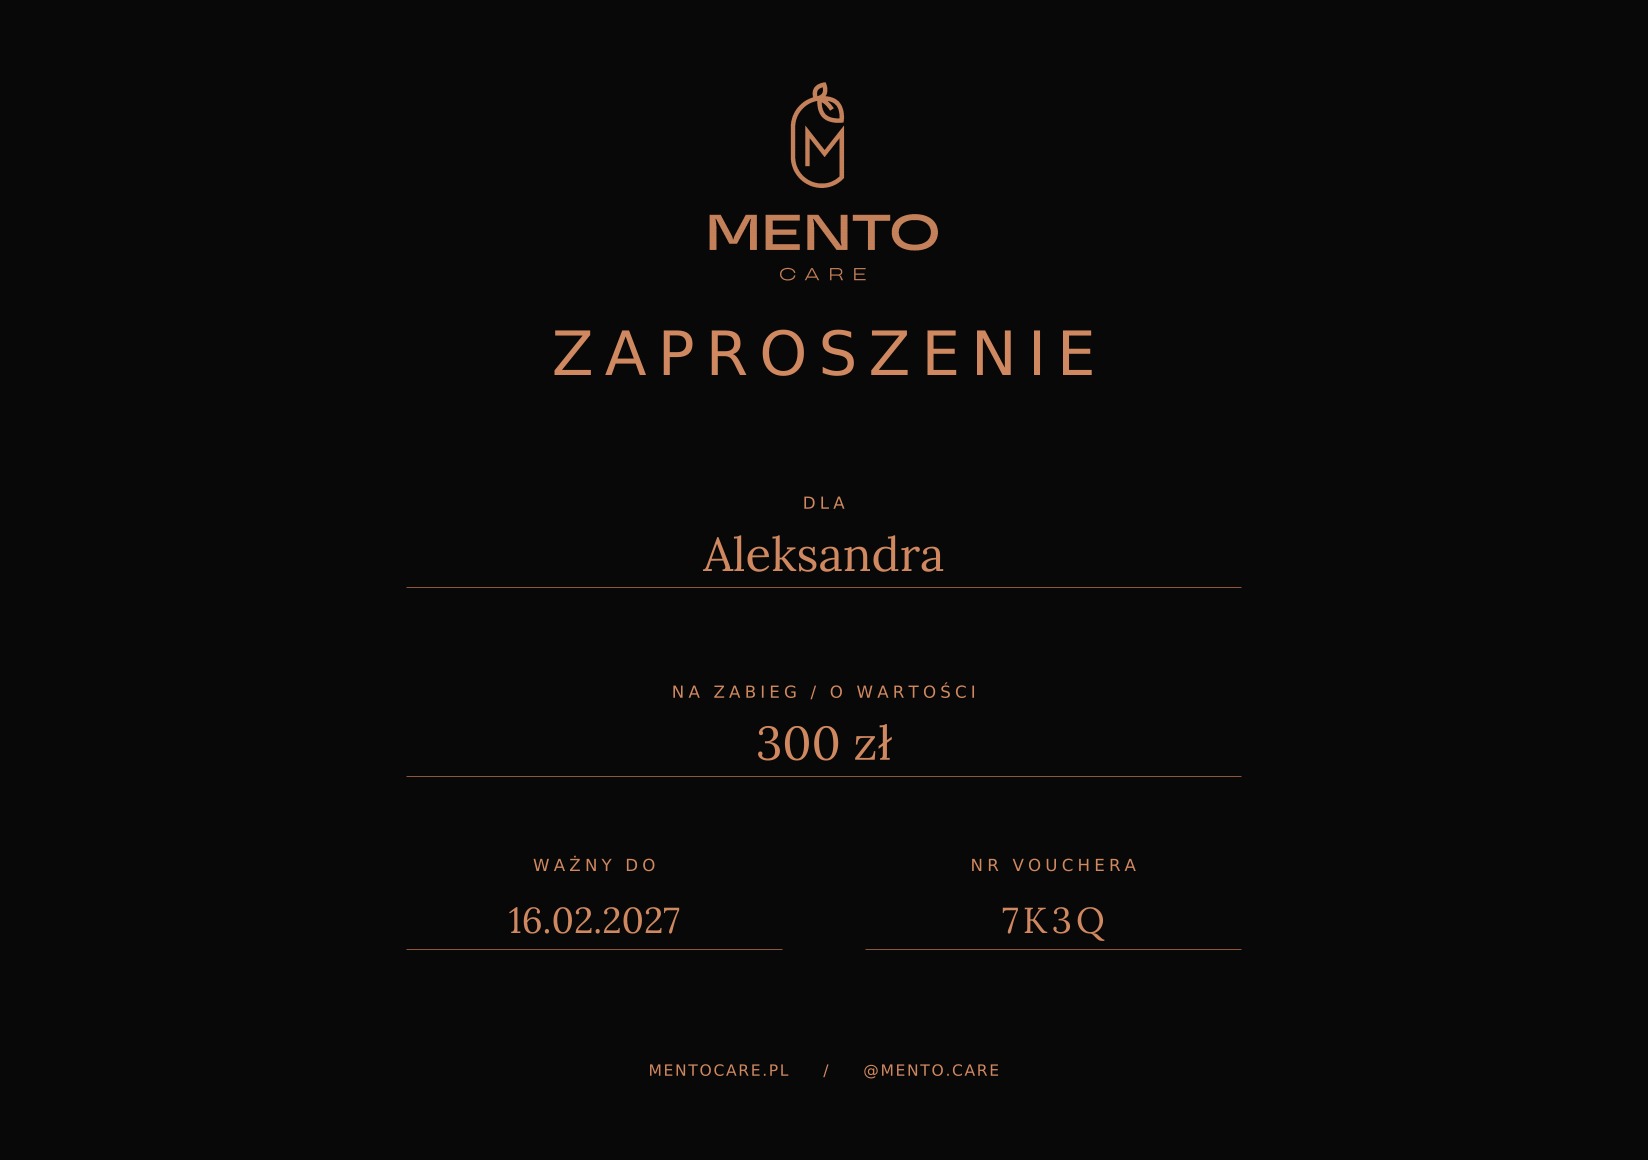 MENTO
CARE
ZAPROSZENIE
DLA
Aleksandra
NA ZABIEG / O WARTOŚCI
300 zł
WAŻNY DO
16.02.2027
NR VOUCHERA
7K3Q
MENTOCARE.PL / @MENTO.CARE